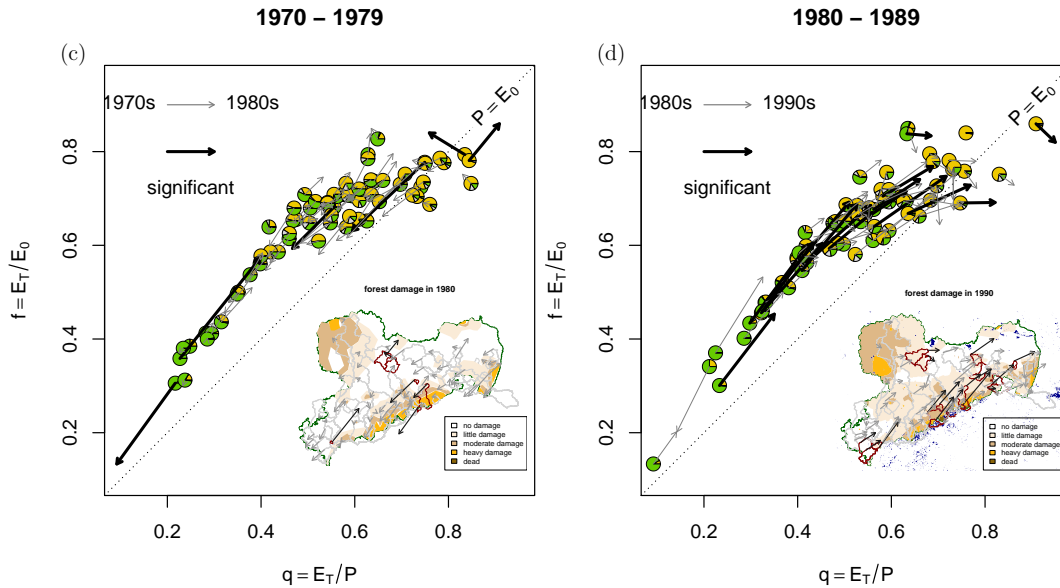 1970 – 1979
(c)
1970s 1980s
P = E0
significant
0.2 0.4 0.6 0.8
f = ET/E0
forest damage in 1980
no damage
little damage
moderate damage
heavy damage
dead
0.2 0.4 0.6 0.8
q = ET/P
1980 – 1989
(d)
1980s 1990s
P = E0
significant
0.2 0.4 0.6 0.8
f = ET/E0
forest damage in 1990
no damage
little damage
moderate damage
heavy damage
dead
0.2 0.4 0.6 0.8
q = ET/P